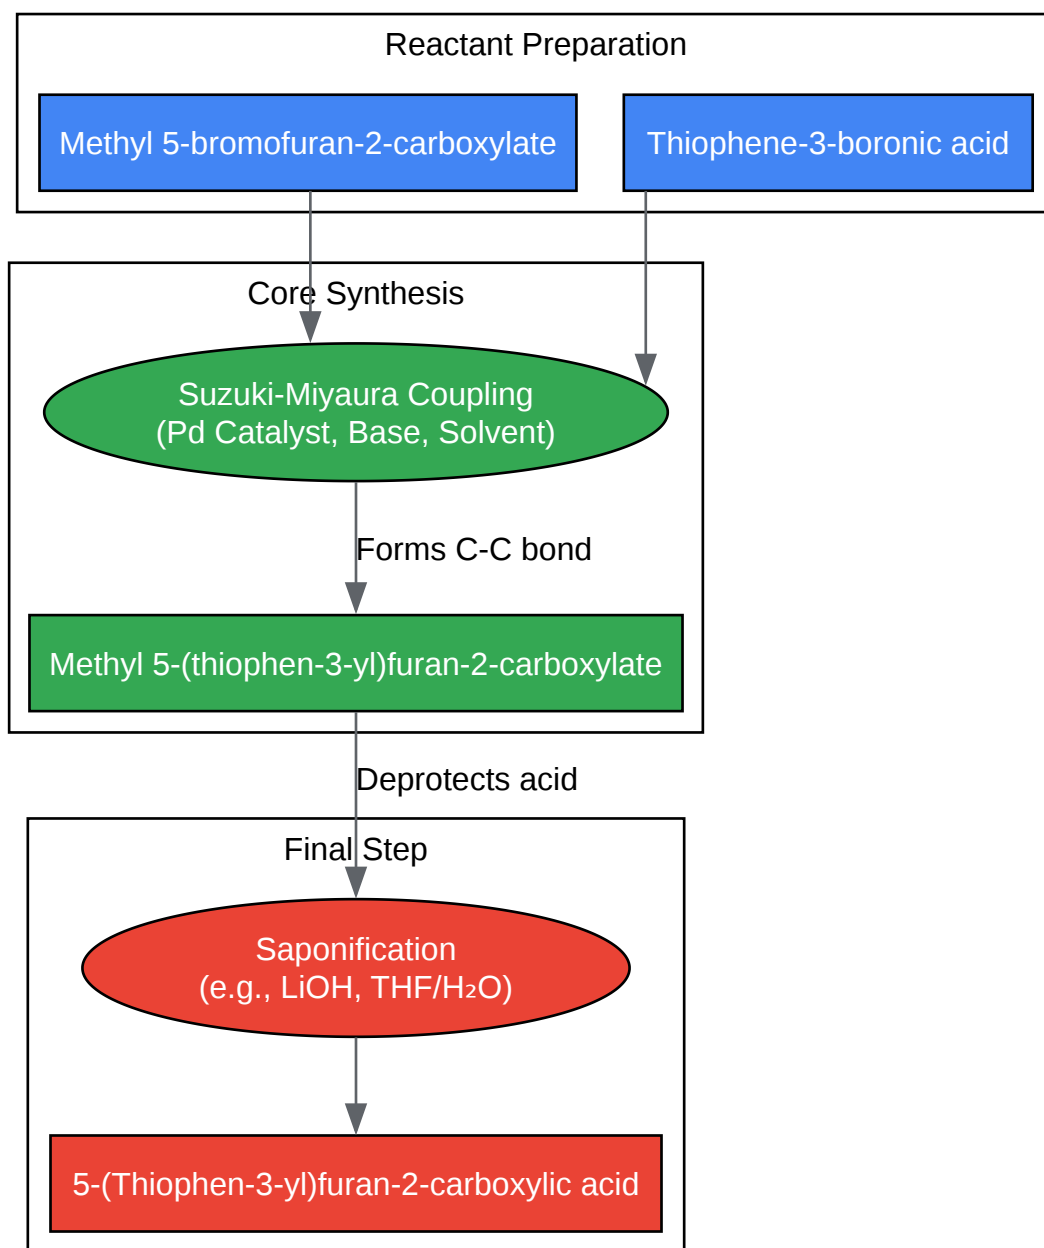 Reactant Preparation
Methyl 5-bromofuran-2-carboxylate
Thiophene-3-boronic acid
Core Synthesis
Suzuki-Miyaura Coupling
(Pd Catalyst, Base, Solvent)
Forms C-C bond
Methyl 5-(thiophen-3-yl)furan-2-carboxylate
Deprotects acid
Final Step
Saponification
(e.g., LiOH, THF/H₂O)
5-(Thiophen-3-yl)furan-2-carboxylic acid